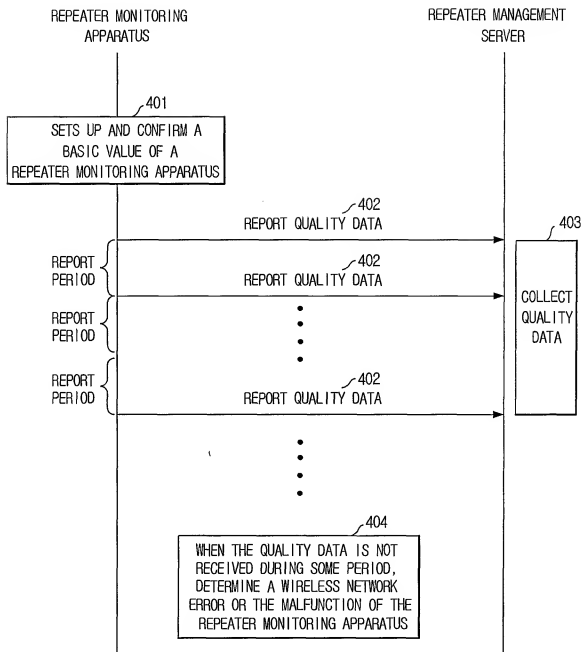 REPEATER MONITORING
APPARATUS
REPEATER MANAGEMENT
SERVER
401
SETS UP AND CONFIRM A
BASIC VALUE OF A
REPEATER MONITORING APPARATUS
402
REPORT QUALITY DATA
403
REPORT
PERIOD
402
REPORT QUALITY DATA
COLLECT
QUALITY
DATA
REPORT
PERIOD
REPORT
PERIOD
402
REPORT QUALITY DATA
404
WHEN THE QUALITY DATA IS NOT
RECEIVED DURING SOME PERIOD,
DETERMINE A WIRELESS NETWORK
ERROR OR THE MALFUNCTION OF THE
REPEATER MONITORING APPARATUS